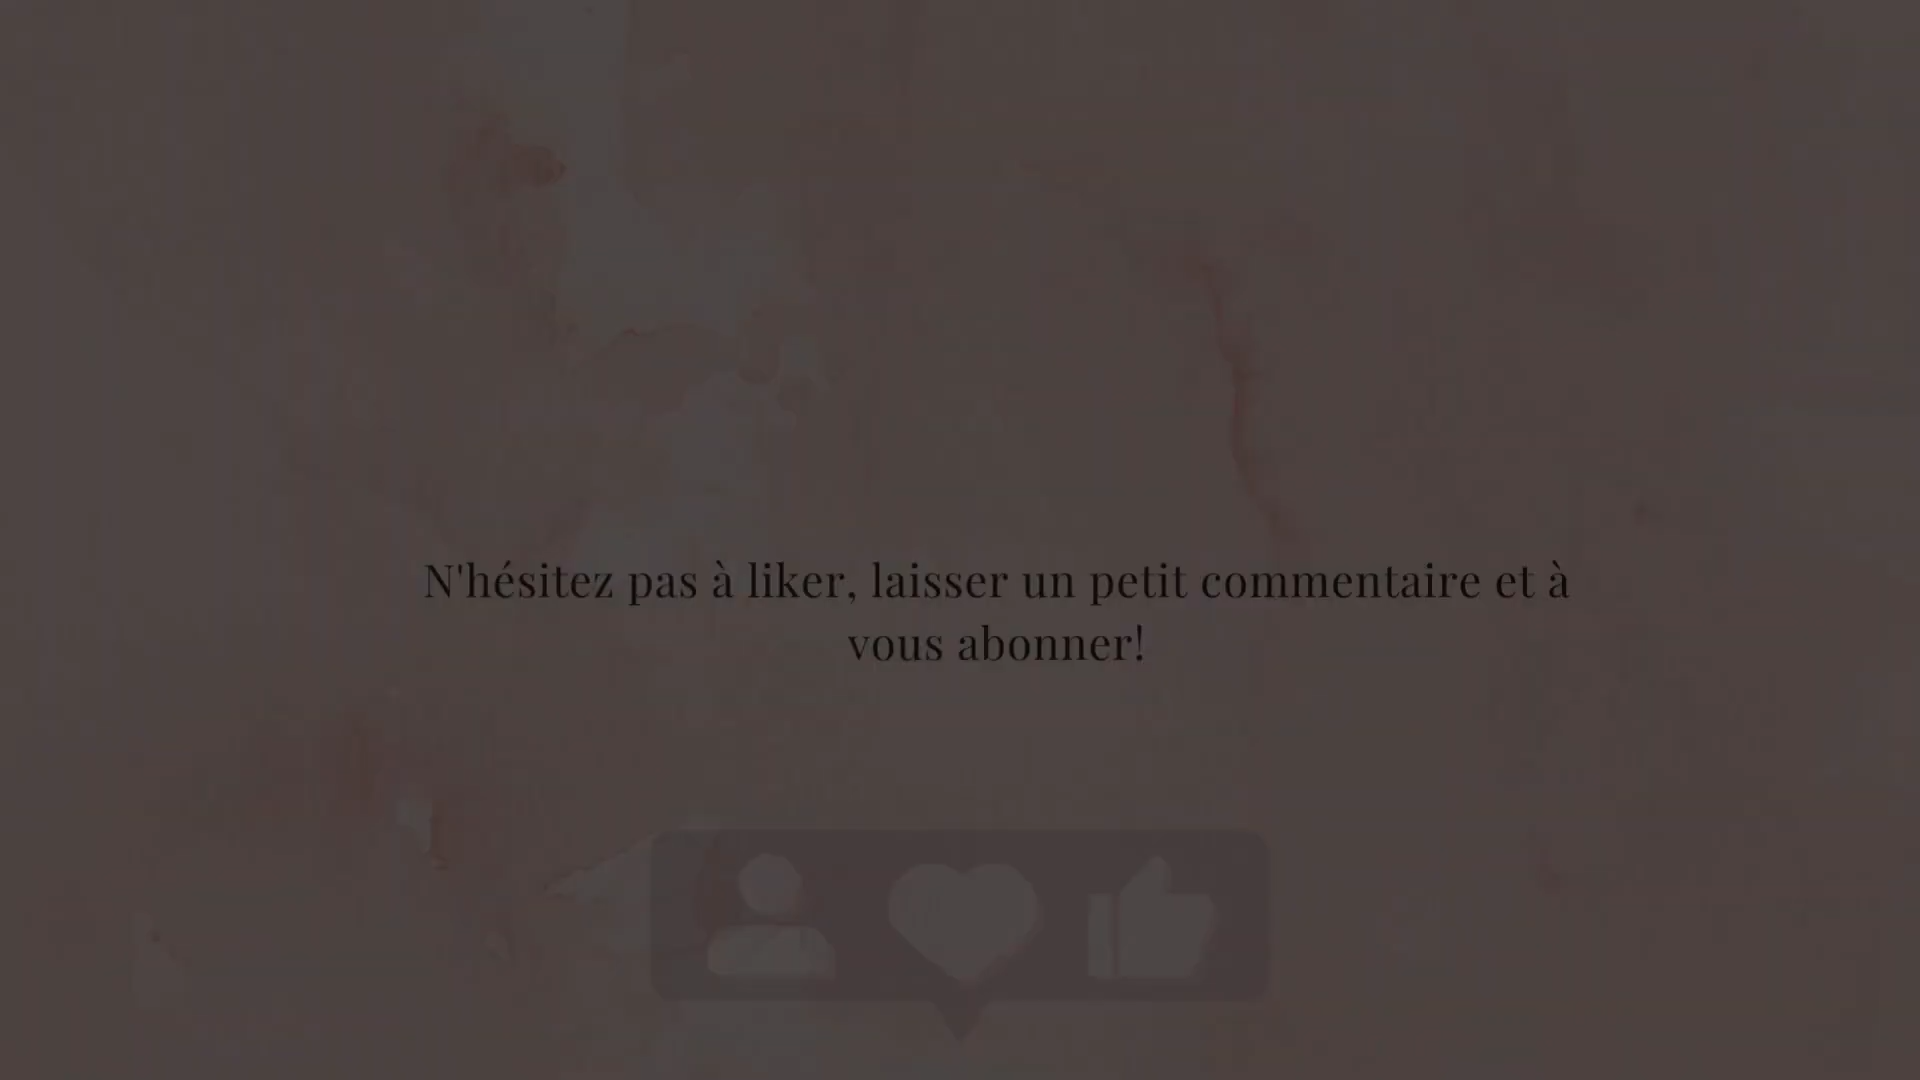 N'hésitez pas à liker, laisser un petit commentaire et à
vous abonner!